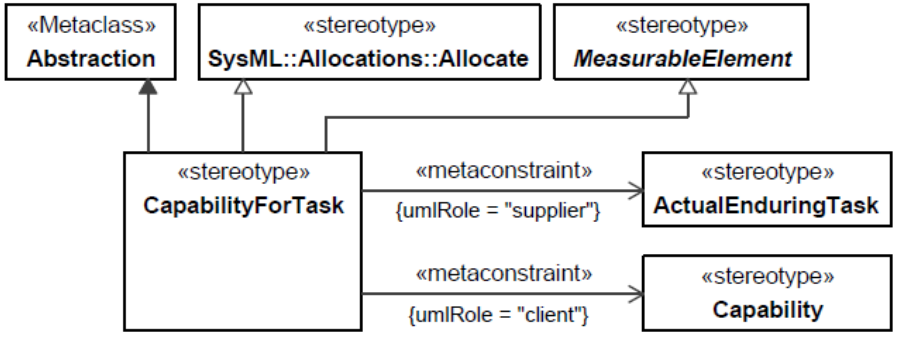 «Metaclass»
Abstraction
«stereotype»
SysML::Allocations::Allocate
«stereotype»
MeasurableElement
«stereotype»
CapabilityForTask
«metaconstraint»
{umlRole = "supplier"}
«stereotype»
ActualEnduringTask
«metaconstraint»
{umlRole = "client"}
«stereotype»
Capability